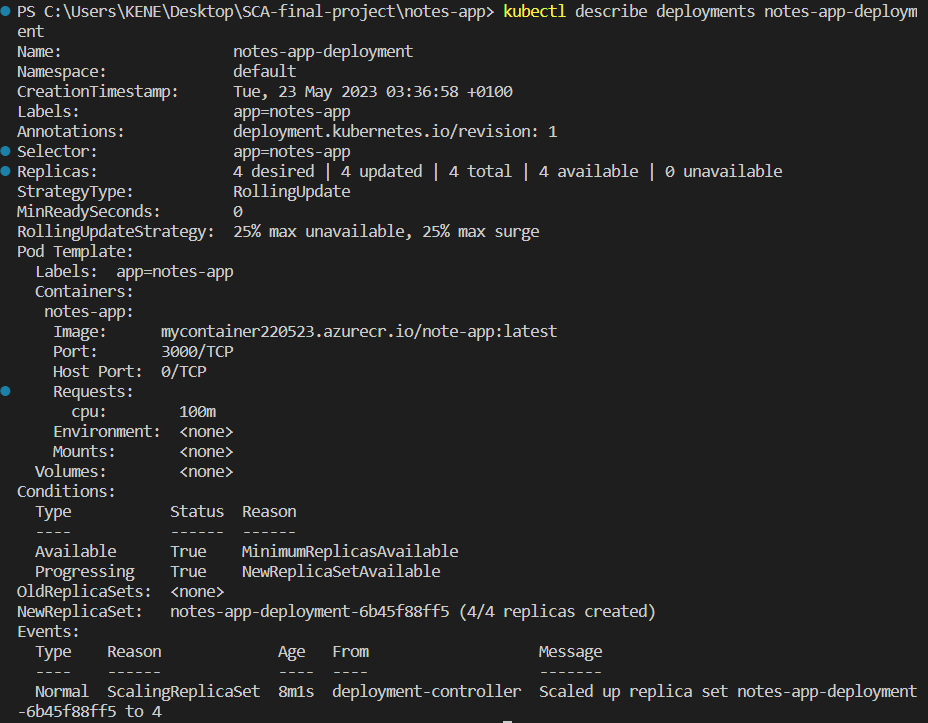 PS C:\Users\KENE\Desktop\SCA-final-project\notes-app> kubectl describe deployments notes-app-deploym
ent
Name:                   notes-app-deployment
Namespace:              default
CreationTimestamp:      Tue, 23 May 2023 03:36:58 +0100
Labels:                 app=notes-app
Annotations:            deployment.kubernetes.io/revision: 1
Selector:               app=notes-app
Replicas:               4 desired | 4 updated | 4 total | 4 available | 0 unavailable
StrategyType:           RollingUpdate
MinReadySeconds:        0
RollingUpdateStrategy:  25% max unavailable, 25% max surge
Pod Template:
  Labels:  app=notes-app
  Containers:
   notes-app:
    Image:      mycontainer220523.azurecr.io/note-app:latest
    Port:       3000/TCP
    Host Port:  0/TCP
    Requests:
      cpu:        100m
    Environment:  <none>
    Mounts:       <none>
  Volumes:        <none>
Conditions:
  Type           Status  Reason
  ----           ------  ------
  Available      True    MinimumReplicasAvailable
  Progressing    True    NewReplicaSetAvailable
OldReplicaSets:  <none>
NewReplicaSet:   notes-app-deployment-6b45f88ff5 (4/4 replicas created)
Events:
  Type    Reason             Age   From                   Message
  ----    ------             ----  ----                   -------
  Normal  ScalingReplicaSet  8m1s  deployment-controller  Scaled up replica set notes-app-deployment
-6b45f88ff5 to 4